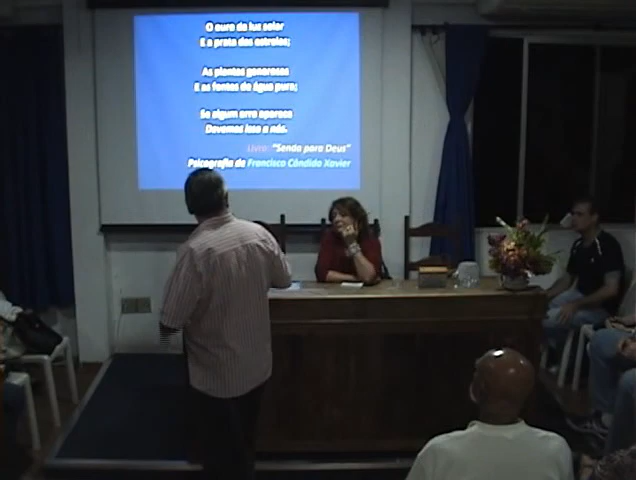 O ouro da luz solar
E a prata das estrelas;
As plantas generosas
E as fontes de água pura;
Se algum erro aparece
Devemos isso a nós.
Livro: "Senda para Deus"
Psicografia de Francisco Cândido Xavier